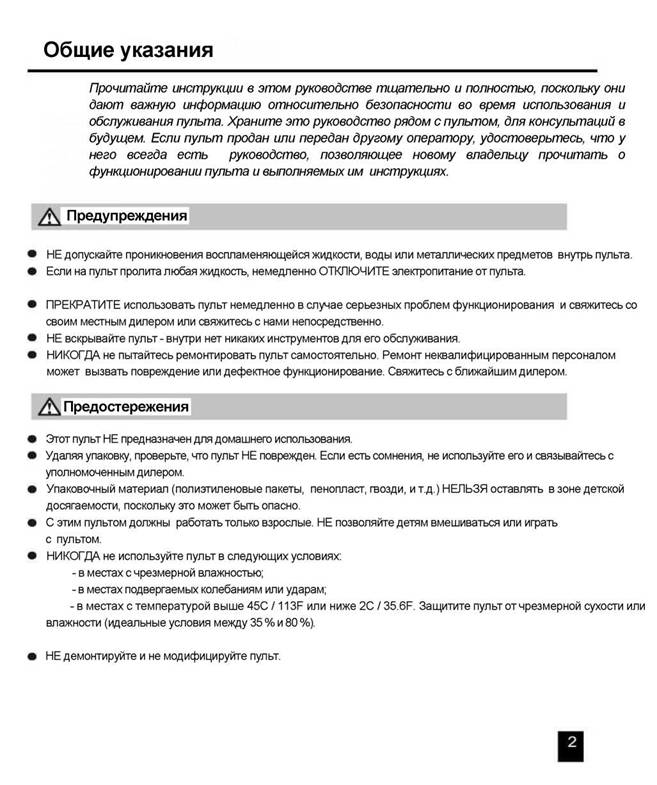 Общие указания
Прочитайте инструкции в этом руководстве тщательно и полностью, поскольку они
дают важную информацию относительно безопасности во время использования и
обслуживания пульта. Храните это руководство рядом с пультом, для консультаций в
будущем. Если пульт продан или передан другому оператору, удостоверьтесь, что у
него всегда есть руководство, позволяющее новому владельцу прочитать о
функционировании пульта и выполняемых им инструкциях.
Предупреждения
● НЕ допускайте проникновения воспламеняющейся жидкости, воды или металлических предметов внутрь пульта.
● Если на пульт пролита любая жидкость, немедленно ОТКЛЮЧИТЕ электропитание от пульта.
● ПРЕКРАТИТЕ использовать пульт немедленно в случае серьезных проблем функционирования и свяжитесь со
своим местным дилером или свяжитесь с нами непосредственно.
● НЕ вскрывайте пульт - внутри нет никаких инструментов для его обслуживания.
● НИКОГДА не пытайтесь ремонтировать пульт самостоятельно. Ремонт неквалифицированным персоналом
может вызвать повреждение или дефектное функционирование. Свяжитесь с ближайшим дилером.
Предостережения
● Этот пульт НЕ предназначен для домашнего использования.
● Удаляя упаковку, проверьте, что пульт НЕ поврежден. Если есть сомнения, не используйте его и связывайтесь с
уполномоченным дилером.
● Упаковочный материал (полиэтиленовые пакеты, пенопласт, гвозди, и т.д.) НЕЛЬЗЯ оставлять в зоне детской
досягаемости, поскольку это может быть опасно.
● С этим пультом должны работать только взрослые. НЕ позволяйте детям вмешиваться или играть
с пультом.
● НИКОГДА не используйте пульт в следующих условиях:
- в местах с чрезмерной влажностью;
- в местах подвергаемых колебаниям или ударам;
- в местах с температурой выше 45C / 113F или ниже 2C / 35.6F. Защитите пульт от чрезмерной сухости или
влажности (идеальные условия между 35 % и 80 %).
● НЕ демонтируйте и не модифицируйте пульт.
2